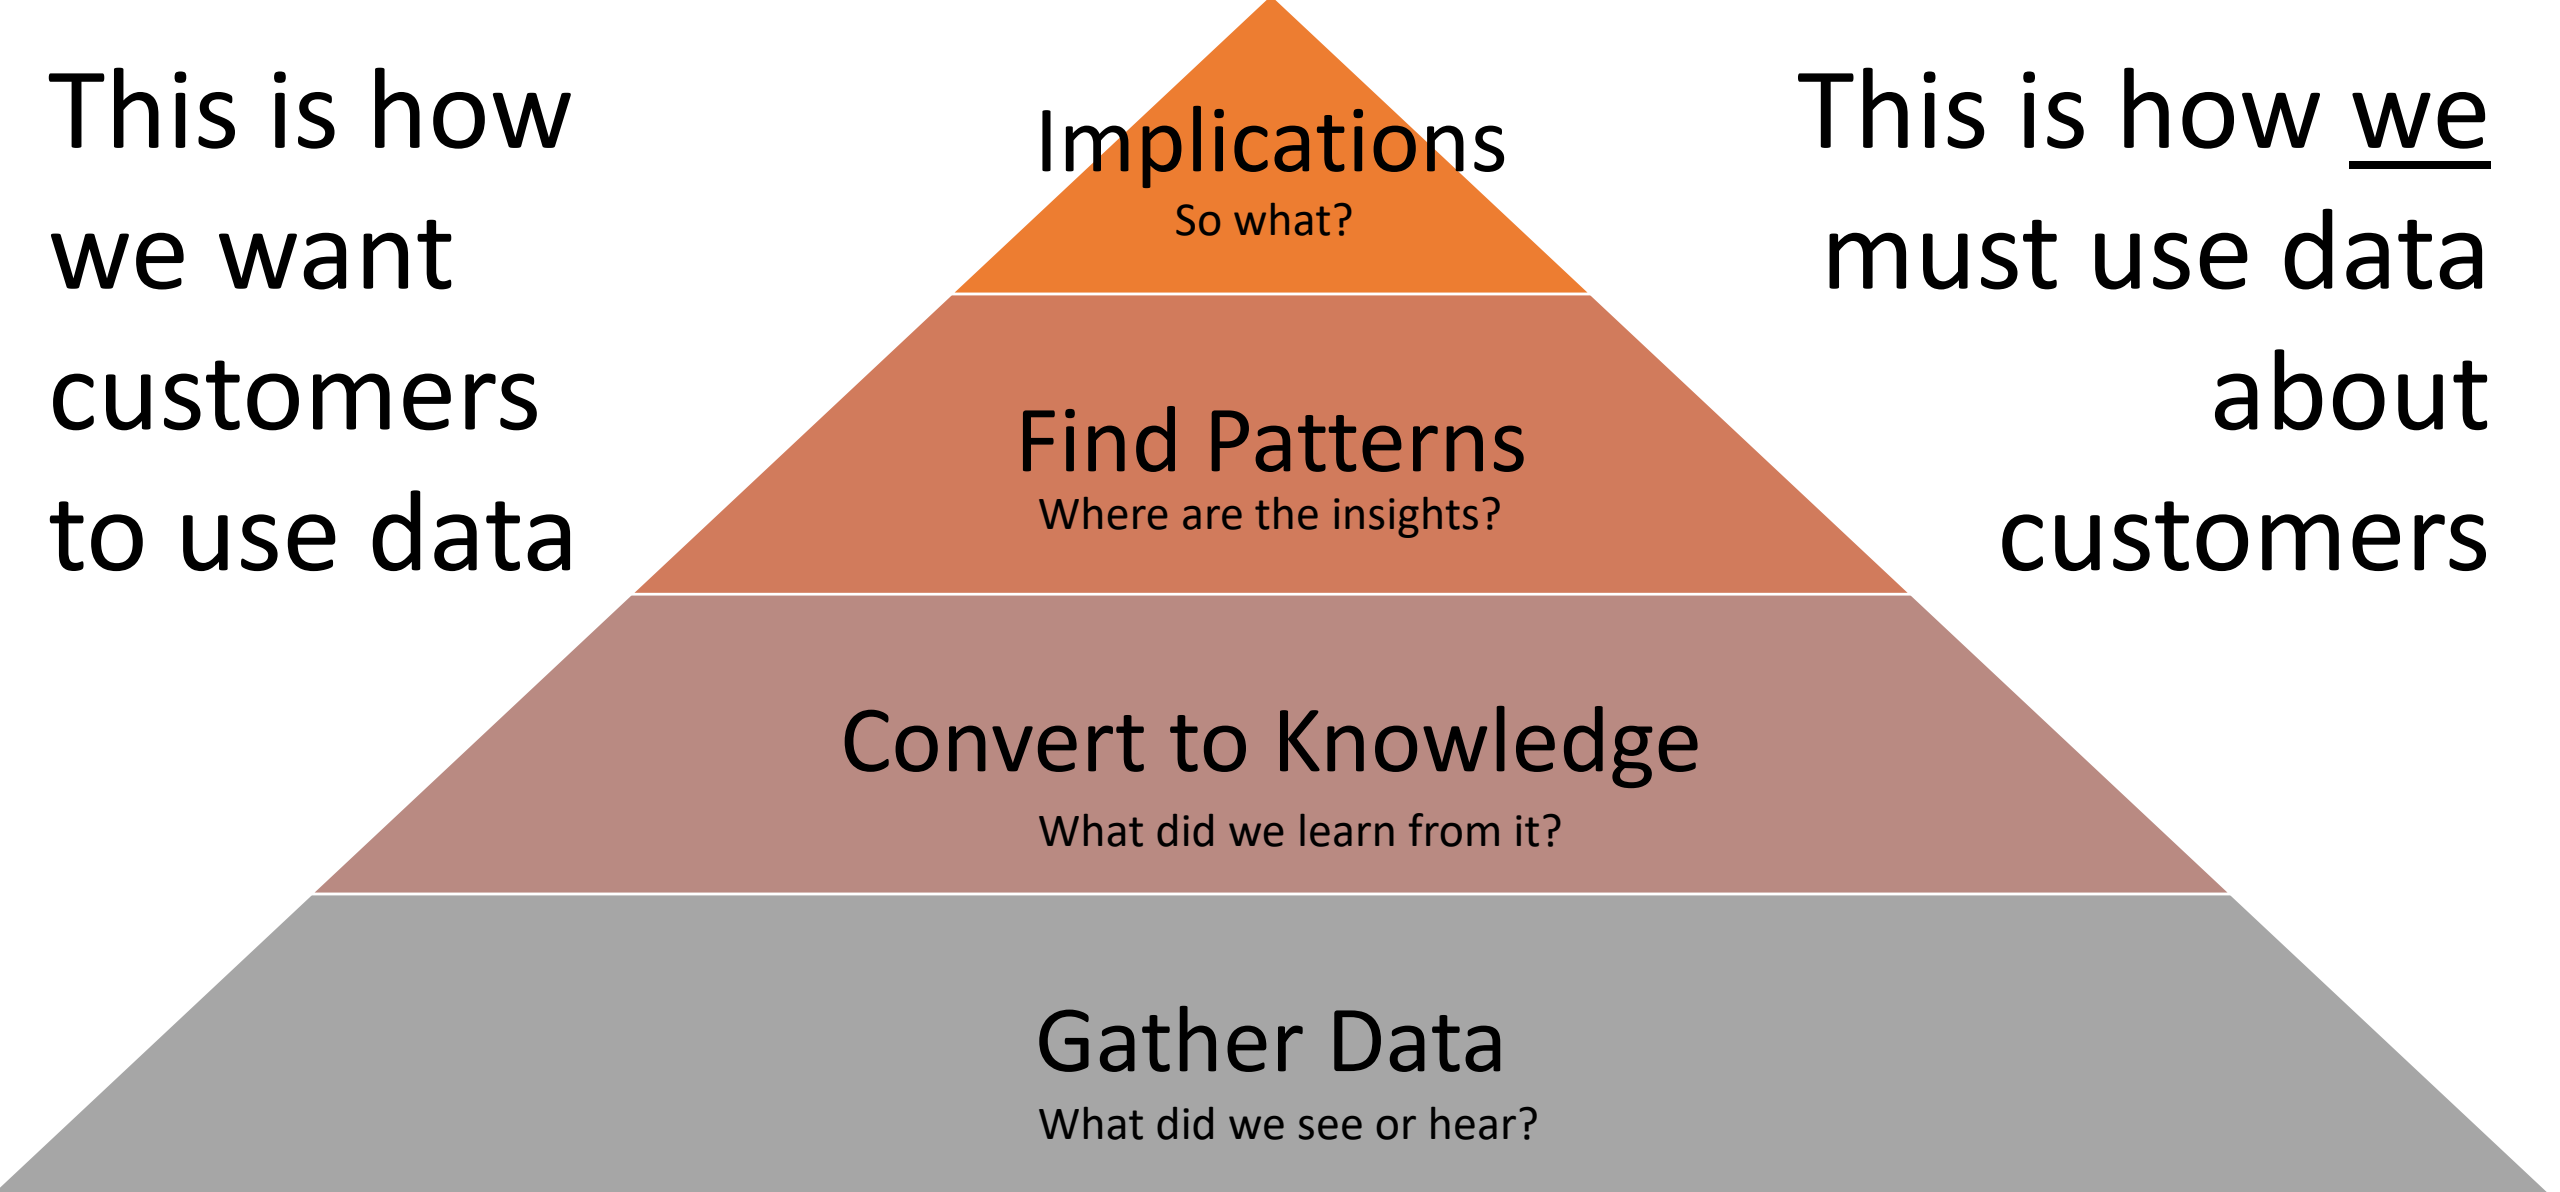 This is how
we want
customers
to use data
This is how we
must use data
about
customers
Implications
So what?
Find Patterns
Where are the insights?
Convert to Knowledge
What did we learn from it?
Gather Data
What did we see or hear?